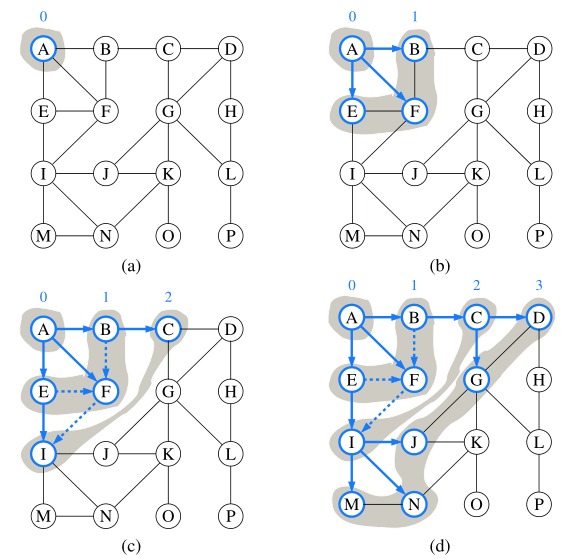 0
A B C D
E F G H
I J K L
M N O P
(a)
0 1
A B C D
E F G H
I J K L
M N O P
(b)
0 1 2
A B C D
E F G H
I J K L
M N O P
(c)
0 1 2 3
A B C D
E F G H
I J K L
M N O P
(d)